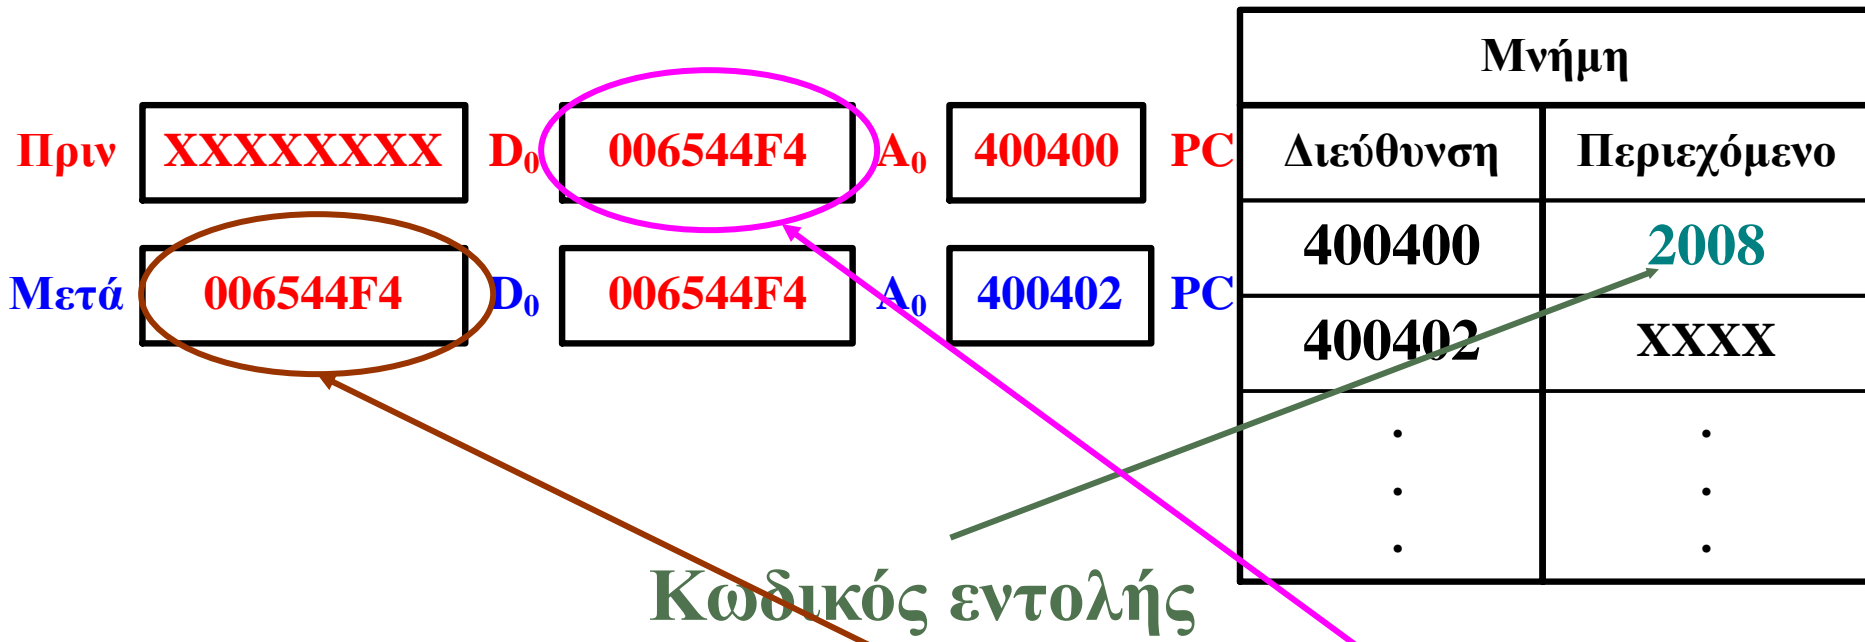 Μνήμη
Πριν XXXXXXXX D₀ 006544F4 A₀ 400400 PC Διεύθυνση Περιεχόμενο
400400 2008
Μετά 006544F4 D₀ 006544F4 A₀ 400402 PC
400402 XXXX
. .
. .
. .
Κωδικός εντολής